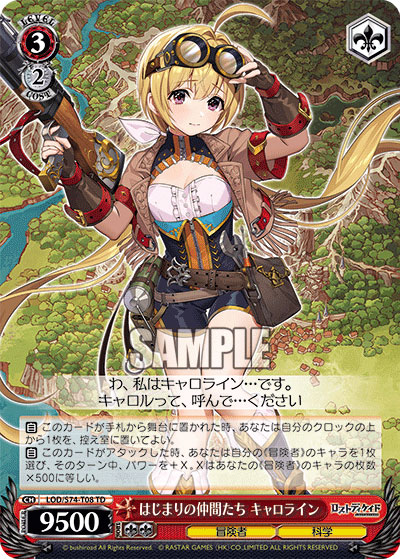 LEVEL
3
2
COST
SAMPLE
わ、私はキャロライン…です。
キャロルって、呼んで…ください
自 このカードが手札から舞台に置かれた時、あなたは自分のクロックの上から1枚を、控え室に置いてよい。
自 このカードがアタックした時、あなたは自分の《冒険者》のキャラを1枚選び、そのターン中、パワーを＋X。Xはあなたの《冒険者》のキャラの枚数×500に等しい。
CH LOD/S74-T08 TD
はじまりの仲間たち キャロライン
9500
冒険者
科学
ロストディケイド
© bushiroad All Rights Reserved. © RASTAR GAMES (HK) CO., LIMITED ALL RIGHTS RESERVED.